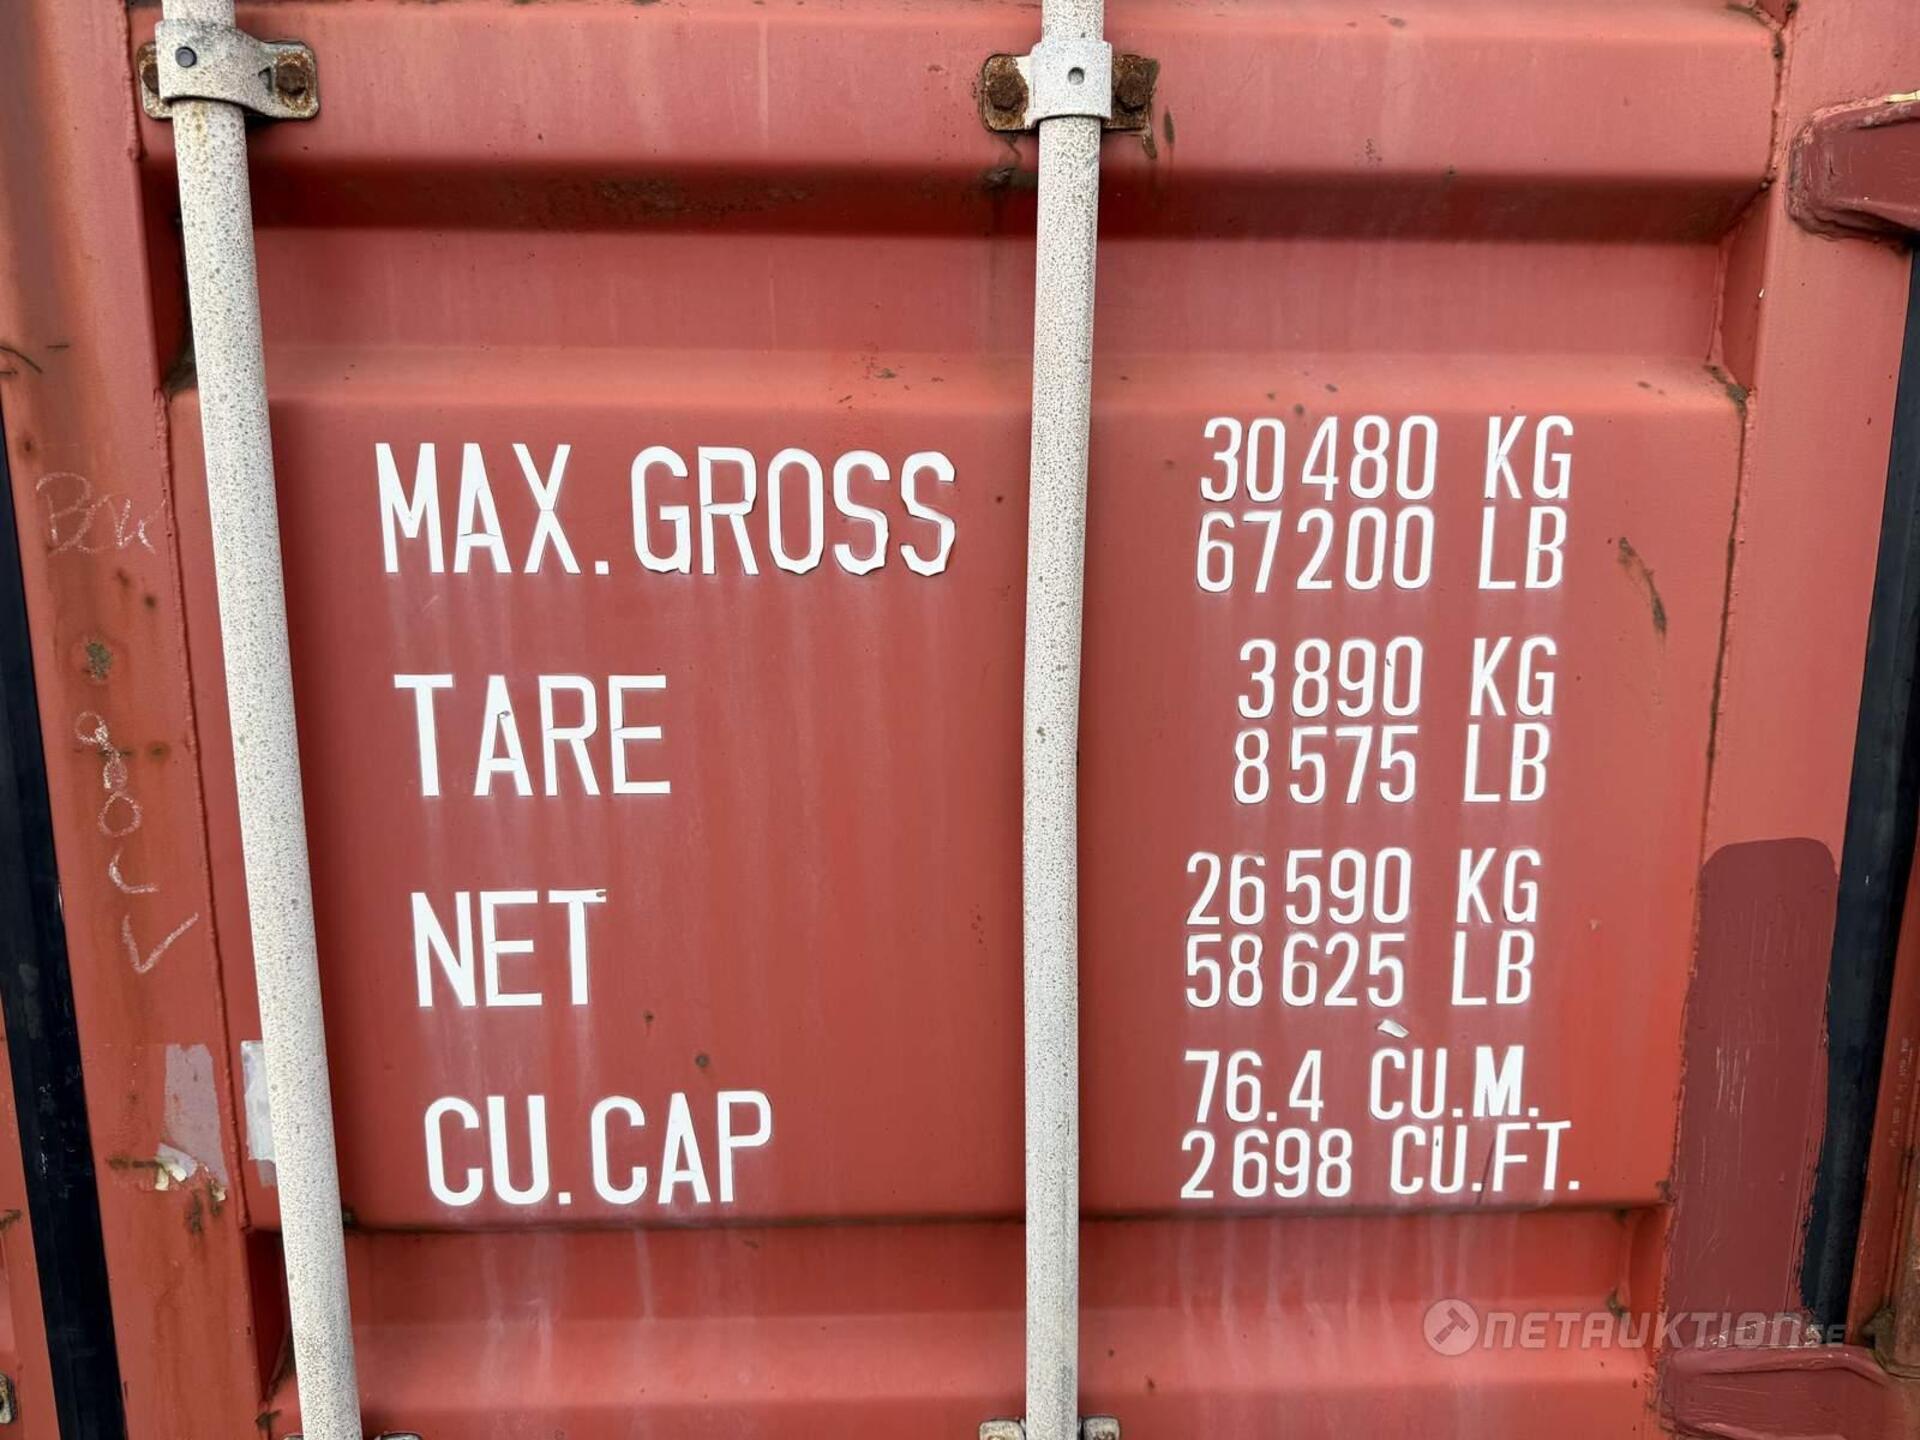 MAX. GROSS 30480 KG
67200 LB
TARE 3890 KG
8575 LB
NET 26590 KG
58625 LB
CU. CAP 76.4 CU.M.
2698 CU.FT.
NETAUKTION.SE